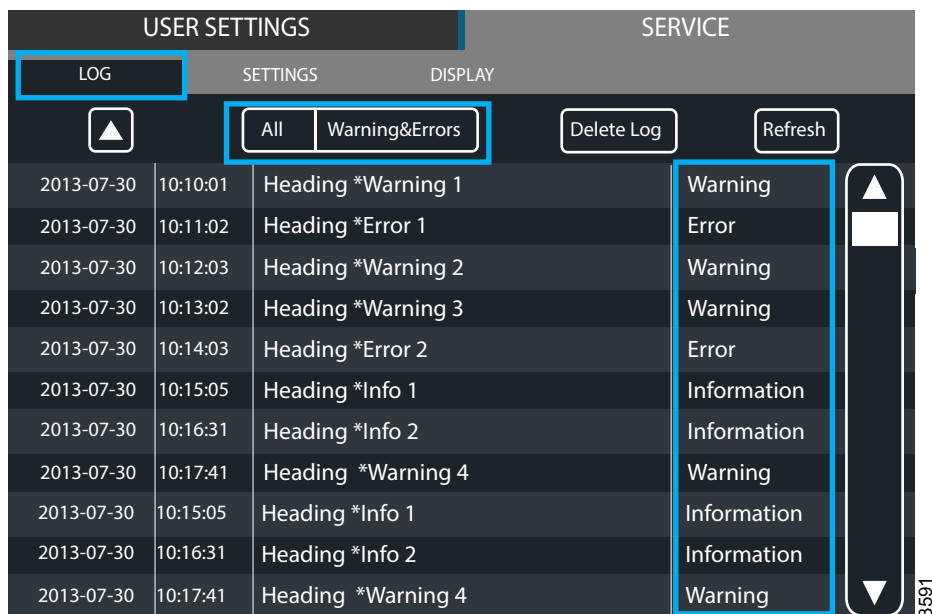 USER SETTINGS SERVICE
LOG SETTINGS DISPLAY
All Warning&Errors Delete Log Refresh
2013-07-30 10:10:01 Heading *Warning 1 Warning
2013-07-30 10:11:02 Heading *Error 1 Error
2013-07-30 10:12:03 Heading *Warning 2 Warning
2013-07-30 10:13:02 Heading *Warning 3 Warning
2013-07-30 10:14:03 Heading *Error 2 Error
2013-07-30 10:15:05 Heading *Info 1 Information
2013-07-30 10:16:31 Heading *Info 2 Information
2013-07-30 10:17:41 Heading *Warning 4 Warning
2013-07-30 10:15:05 Heading *Info 1 Information
2013-07-30 10:16:31 Heading *Info 2 Information
2013-07-30 10:17:41 Heading *Warning 4 Warning